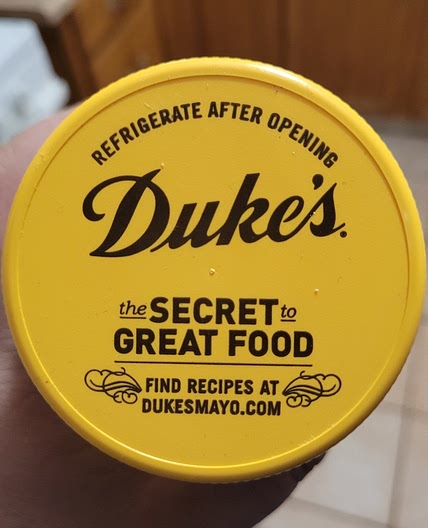 REFRIGERATE AFTER OPENING
Duke's.
the SECRET to
GREAT FOOD
FIND RECIPES AT
DUKESMAYO.COM